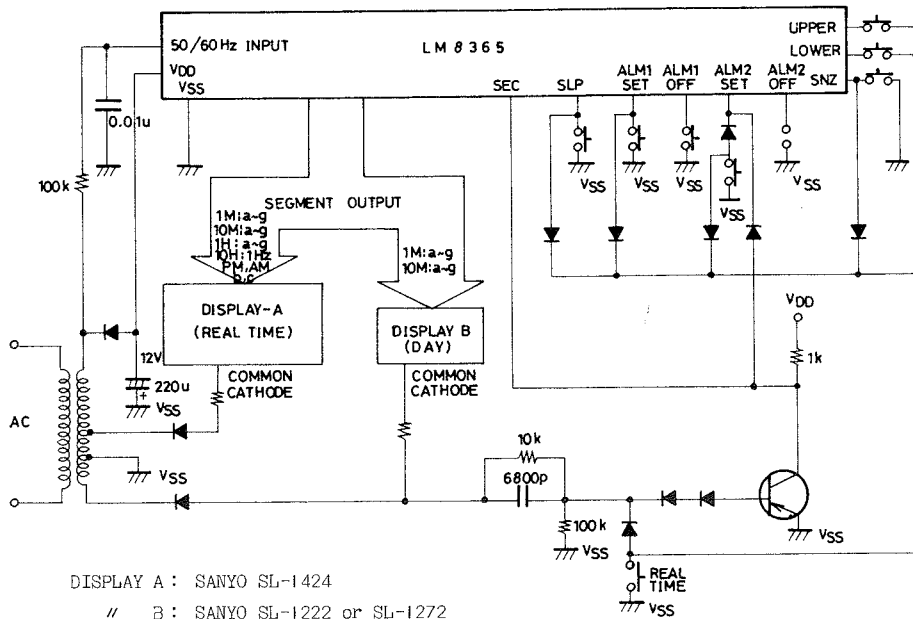 UPPER
50/60Hz INPUT
LM8365
LOWER
VDD
VSS
SEC
SLP
ALM1 SET
ALM1 OFF
ALM2 SET
ALM2 OFF
SNZ
0.01u
100k
VSS
VSS
VSS
VSS
SEGMENT OUTPUT
1M:a~g
10M:a~g
1H:a~g
10H:1Hz
PM,AM
1M:a~g
10M:a~g
DISPLAY-A
(REAL TIME)
DISPLAY B
(DAY)
VDD
1k
12V
220u
VSS
COMMON
CATHODE
COMMON
CATHODE
AC
VSS
10k
6800p
100k
VSS
VSS
REAL
TIME
VSS
DISPLAY A: SANYO SL-1424
〃 B: SANYO SL-1222 or SL-1272